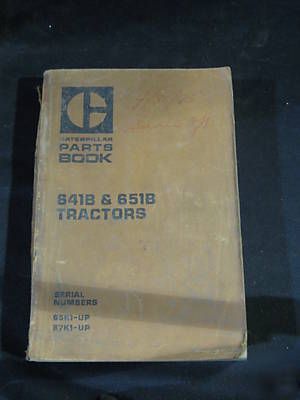 CATERPILLAR
PARTS
BOOK
641B & 651B
TRACTORS
SERIAL
NUMBERS
65K1-UP
67K1-UP